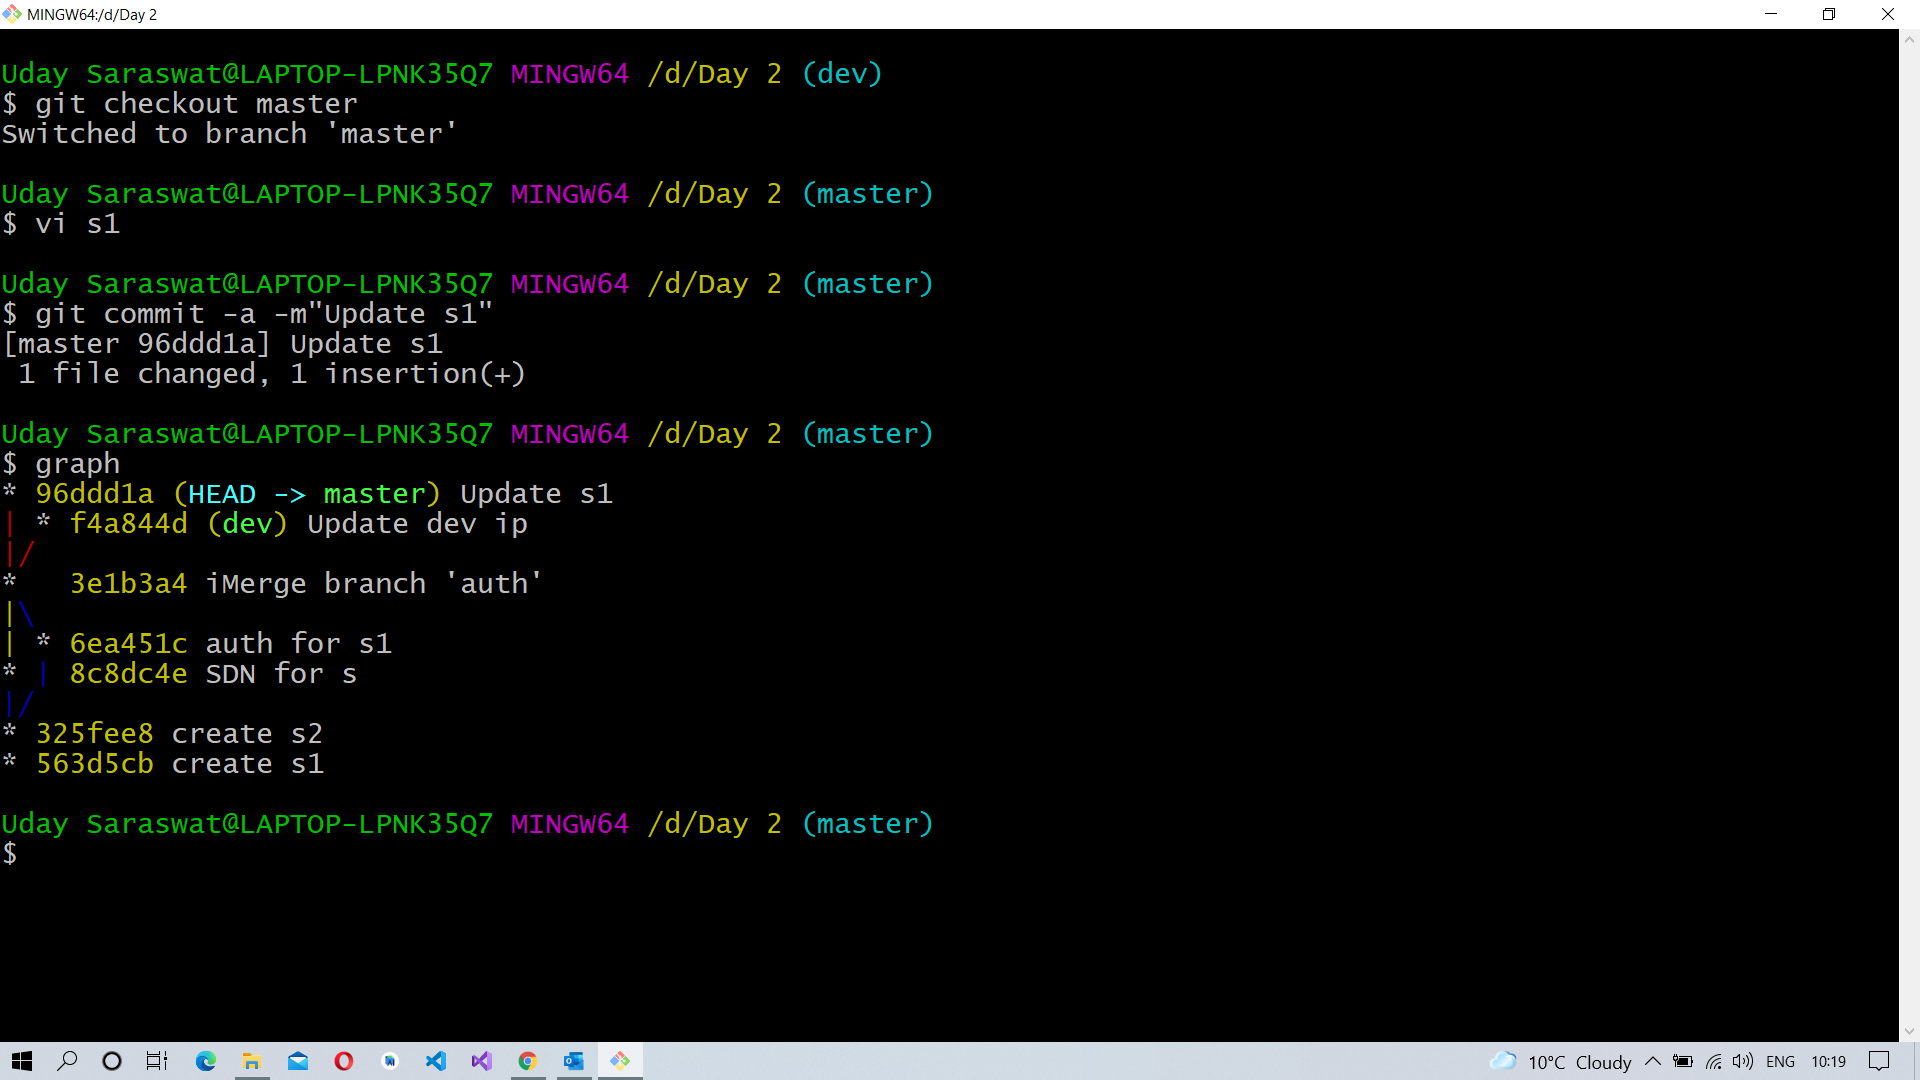 MINGW64:/d/Day 2
Uday Saraswat@LAPTOP-LPNK35Q7 MINGW64 /d/Day 2 (dev)
$ git checkout master
Switched to branch 'master'
Uday Saraswat@LAPTOP-LPNK35Q7 MINGW64 /d/Day 2 (master)
$ vi s1
Uday Saraswat@LAPTOP-LPNK35Q7 MINGW64 /d/Day 2 (master)
$ git commit -a -m"Update s1"
[master 96ddd1a] Update s1
 1 file changed, 1 insertion(+)
Uday Saraswat@LAPTOP-LPNK35Q7 MINGW64 /d/Day 2 (master)
$ graph
* 96ddd1a (HEAD -> master) Update s1
| * f4a844d (dev) Update dev ip
|/
*   3e1b3a4 iMerge branch 'auth'
|\
| * 6ea451c auth for s1
* | 8c8dc4e SDN for s
|/
* 325fee8 create s2
* 563d5cb create s1
Uday Saraswat@LAPTOP-LPNK35Q7 MINGW64 /d/Day 2 (master)
$
10°C Cloudy ENG 10:19